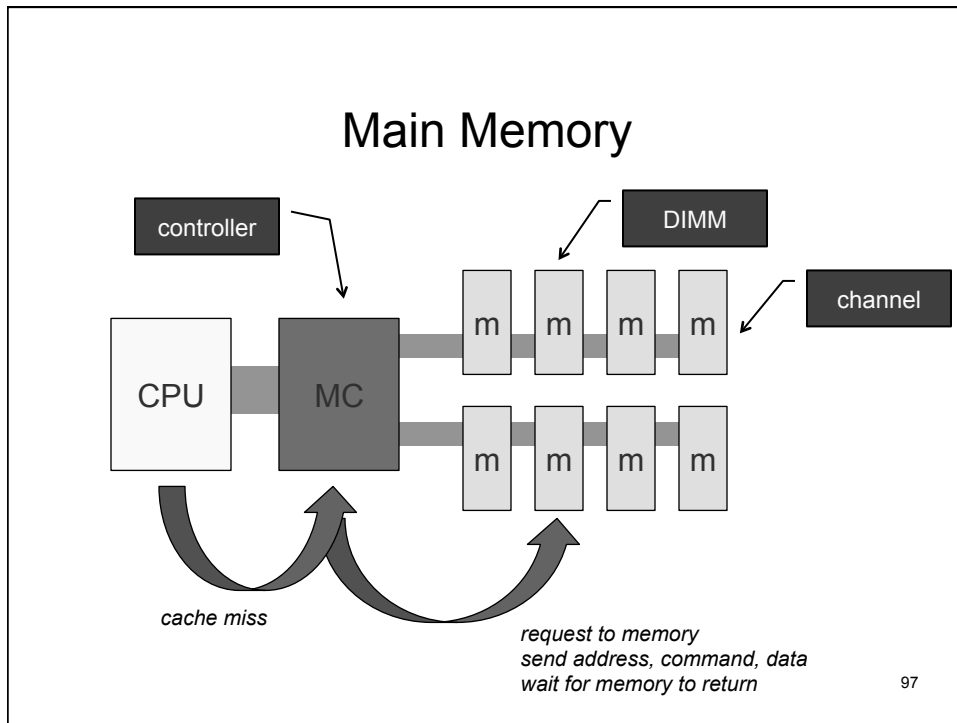 Main Memory
controller
DIMM
channel
CPU
MC
m m m m
m m m m
cache miss
request to memory
send address, command, data
wait for memory to return
97